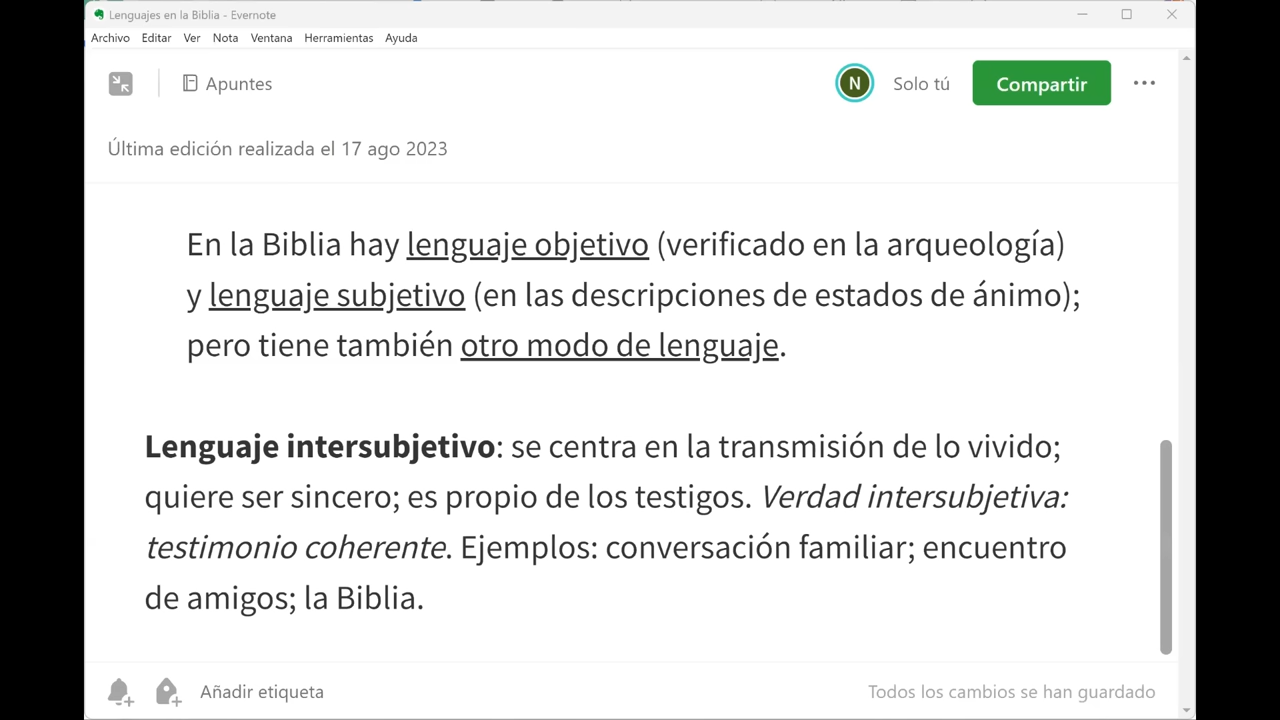 Lenguajes en la Biblia - Evernote
Archivo Editar Ver Nota Ventana Herramientas Ayuda
Apuntes N Solo tú Compartir
Última edición realizada el 17 ago 2023
En la Biblia hay lenguaje objetivo (verificado en la arqueología)
y lenguaje subjetivo (en las descripciones de estados de ánimo);
pero tiene también otro modo de lenguaje.
Lenguaje intersubjetivo: se centra en la transmisión de lo vivido;
quiere ser sincero; es propio de los testigos. Verdad intersubjetiva:
testimonio coherente. Ejemplos: conversación familiar; encuentro
de amigos; la Biblia.
Añadir etiqueta Todos los cambios se han guardado